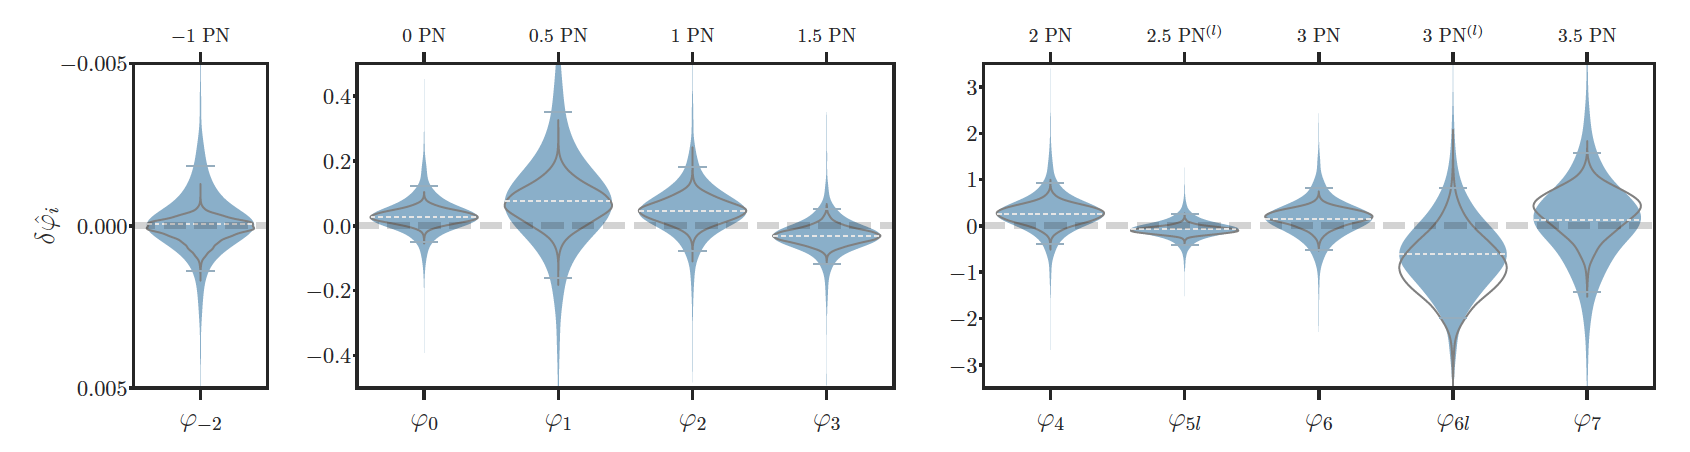 −1 PN
0 PN
0.5 PN
1 PN
1.5 PN
2 PN
2.5 PN⁽ˡ⁾
3 PN
3 PN⁽ˡ⁾
3.5 PN
δφ̂ᵢ
−0.005
0.000
0.005
0.4
0.2
0.0
−0.2
−0.4
3
2
1
0
−1
−2
−3
φ₋₂
φ₀
φ₁
φ₂
φ₃
φ₄
φ₅ₗ
φ₆
φ₆ₗ
φ₇